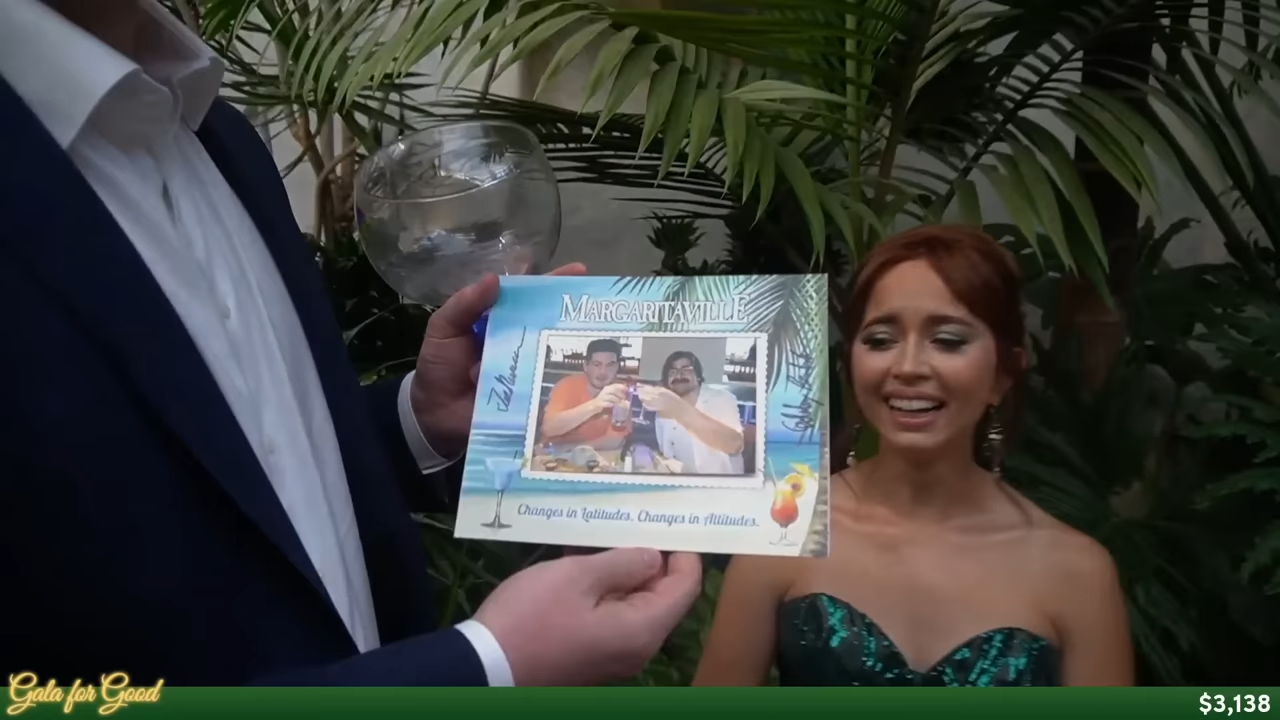 MARGARITAVILLE
Changes in Latitudes, Changes in Attitudes.
Gala for Good
$3,138